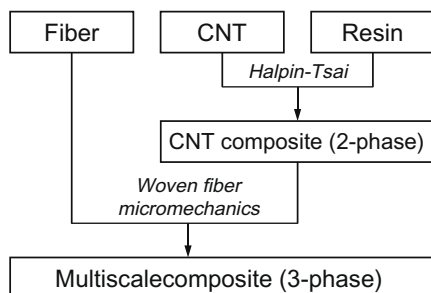 Fiber
CNT
Resin
Halpin-Tsai
CNT composite (2-phase)
Woven fiber
micromechanics
Multiscalecomposite (3-phase)